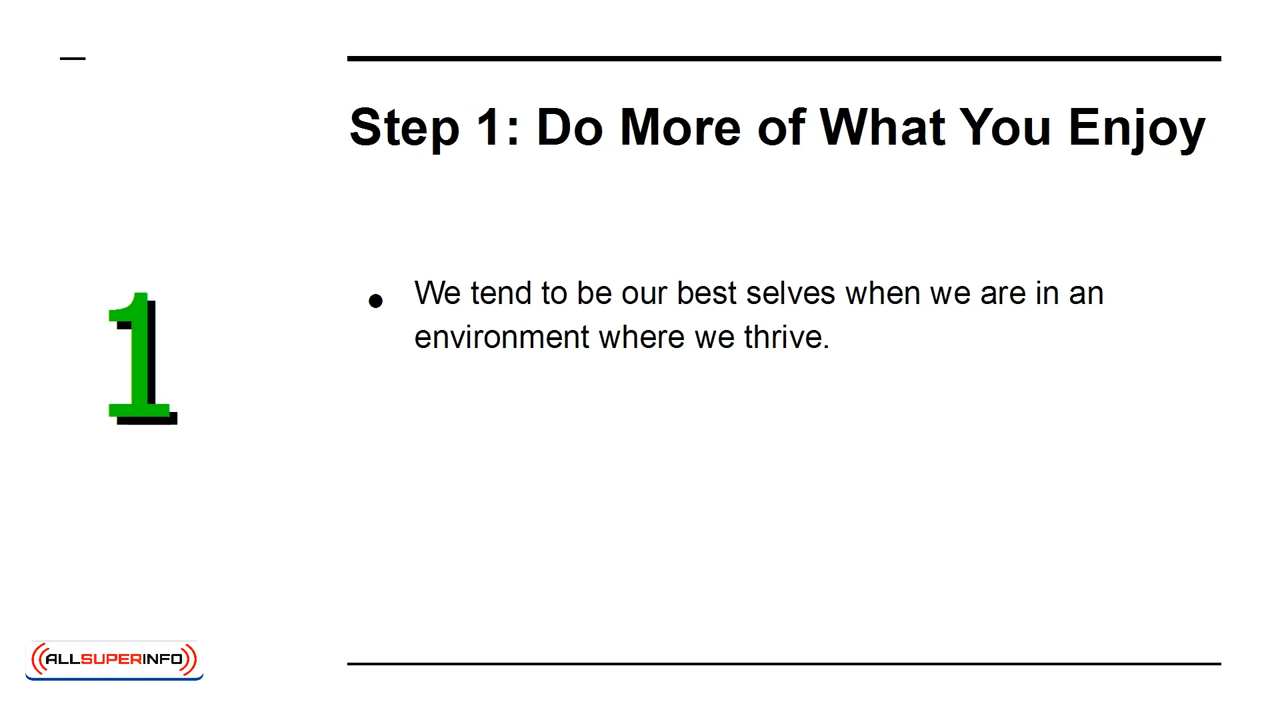 Step 1: Do More of What You Enjoy
1
• We tend to be our best selves when we are in an
environment where we thrive.
ALLSUPERINFO